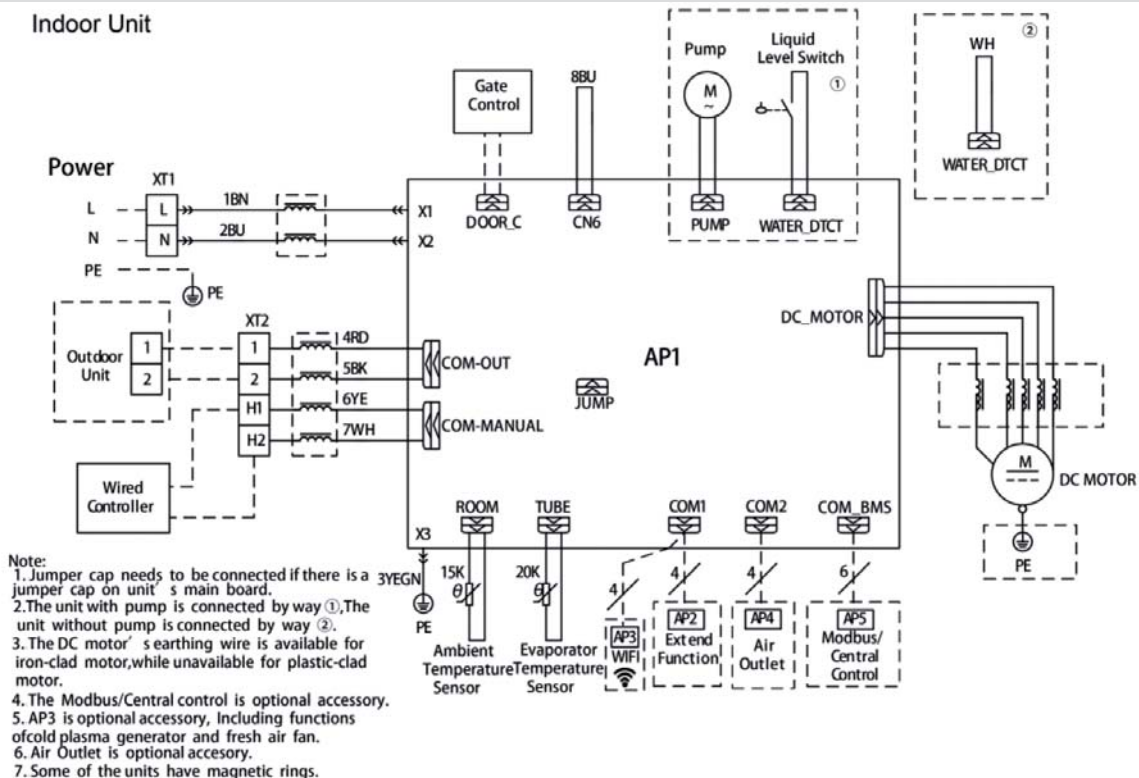 Indoor Unit
Power
XT1
L
L
1BN
X1
N
N
2BU
X2
PE
PE
Gate
Control
DOOR_C
8BU
CN6
Pump
M
~
PUMP
Liquid
Level Switch
①
WATER_DTCT
②
WH
WATER_DTCT
Outdoor
Unit
1
2
XT2
1
2
H1
H2
4RD
5BK
6YE
7WH
COM-OUT
COM-MANUAL
Wired
Controller
AP1
JUMP
DC_MOTOR
M
DC MOTOR
PE
X3
3YEGN
PE
ROOM
15K
θ
Ambient
Temperature
Sensor
TUBE
20K
θ
Evaporator
Temperature
Sensor
COM1
4
AP3
WIFI
4
AP2
Extend
Function
COM2
4
AP4
Air
Outlet
COM_BMS
6
AP5
Modbus/
Central
Control
Note:
1. Jumper cap needs to be connected if there is a
jumper cap on unit' s main board.
2.The unit with pump is connected by way ①,The
unit without pump is connected by way ②.
3. The DC motor' s earthing wire is available for
iron-clad motor,while unavailable for plastic-clad
motor.
4. The Modbus/Central control is optional accessory.
5. AP3 is optional accessory, Including functions
ofcold plasma generator and fresh air fan.
6. Air Outlet is optional accesory.
7. Some of the units have magnetic rings.